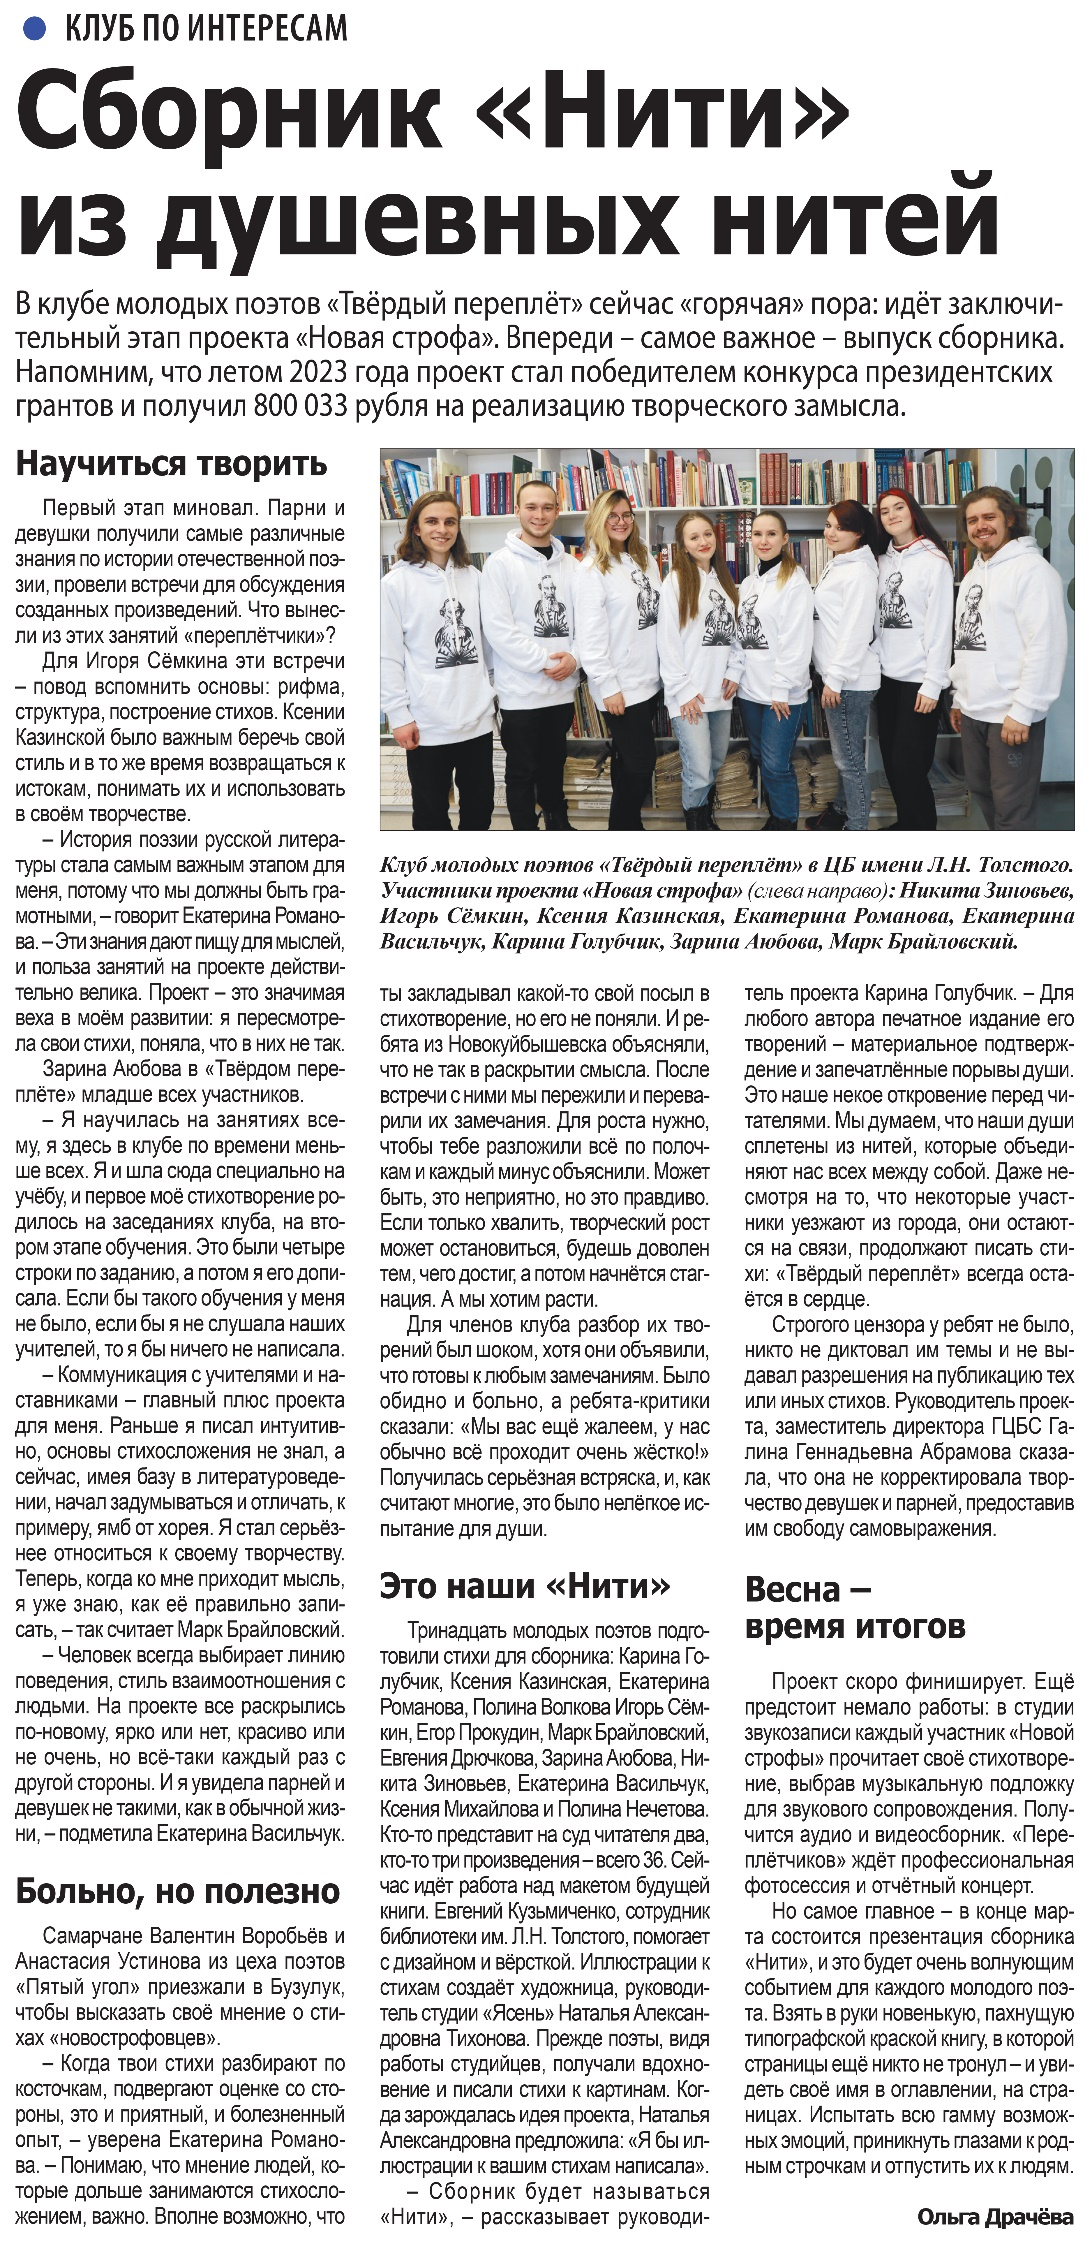 КЛУБ ПО ИНТЕРЕСАМ
Сборник «Нити»
из душевных нитей
В клубе молодых поэтов «Твёрдый переплёт» сейчас «горячая» пора: идёт заключи-
тельный этап проекта «Новая строфа». Впереди – самое важное – выпуск сборника.
Напомним, что летом 2023 года проект стал победителем конкурса президентских
грантов и получил 800 033 рубля на реализацию творческого замысла.
Научиться творить
Первый этап миновал. Парни и
девушки получили самые различные
знания по истории отечественной поэ-
зии, провели встречи для обсуждения
созданных произведений. Что вынес-
ли из этих занятий «переплётчики»?
Для Игоря Сёмкина эти встречи
– повод вспомнить основы: рифма,
структура, построение стихов. Ксении
Казинской было важным беречь свой
стиль и в то же время возвращаться к
истокам, понимать их и использовать
в своём творчестве.
– История поэзии русской литера-
туры стала самым важным этапом для
меня, потому что мы должны быть гра-
мотными, – говорит Екатерина Романо-
ва. – Эти знания дают пищу для мыслей,
и польза занятий на проекте действи-
тельно велика. Проект – это значимая
веха в моём развитии: я пересмотре-
ла свои стихи, поняла, что в них не так.
Зарина Аюбова в «Твёрдом пере-
плёте» младше всех участников.
– Я научилась на занятиях все-
му, я здесь в клубе по времени мень-
ше всех. Я и шла сюда специально на
учёбу, и первое моё стихотворение ро-
дилось на заседаниях клуба, на вто-
ром этапе обучения. Это были четыре
строки по заданию, а потом я его допи-
сала. Если бы такого обучения у меня
не было, если бы я не слушала наших
учителей, то я бы ничего не написала.
– Коммуникация с учителями и на-
ставниками – главный плюс проекта
для меня. Раньше я писал интуитив-
но, основы стихосложения не знал, а
сейчас, имея базу в литературоведе-
нии, начал задумываться и отличать, к
примеру, ямб от хорея. Я стал серьёз-
нее относиться к своему творчеству.
Теперь, когда ко мне приходит мысль,
я уже знаю, как её правильно запи-
сать, – так считает Марк Брайловский.
– Человек всегда выбирает линию
поведения, стиль взаимоотношения с
людьми. На проекте все раскрылись
по-новому, ярко или нет, красиво или
не очень, но всё-таки каждый раз с
другой стороны. И я увидела парней и
девушек не такими, как в обычной жиз-
ни, – подметила Екатерина Васильчук.
Больно, но полезно
Самарчане Валентин Воробьёв и
Анастасия Устинова из цеха поэтов
«Пятый угол» приезжали в Бузулук,
чтобы высказать своё мнение о сти-
хах «новострофовцев».
– Когда твои стихи разбирают по
косточкам, подвергают оценке со сто-
роны, это и приятный, и болезненный
опыт, – уверена Екатерина Романо-
ва. – Понимаю, что мнение людей, ко-
торые дольше занимаются стихосло-
жением, важно. Вполне возможно, что
Клуб молодых поэтов «Твёрдый переплёт» в ЦБ имени Л.Н. Толстого.
Участники проекта «Новая строфа» (слева направо): Никита Зиновьев,
Игорь Сёмкин, Ксения Казинская, Екатерина Романова, Екатерина
Васильчук, Карина Голубчик, Зарина Аюбова, Марк Брайловский.
ты закладывал какой-то свой посыл в
стихотворение, но его не поняли. И ре-
бята из Новокуйбышевска объясняли,
что не так в раскрытии смысла. После
встречи с ними мы пережили и перева-
рили их замечания. Для роста нужно,
чтобы тебе разложили всё по полоч-
кам и каждый минус объяснили. Может
быть, это неприятно, но это правдиво.
Если только хвалить, творческий рост
может остановиться, будешь доволен
тем, чего достиг, а потом начнётся стаг-
нация. А мы хотим расти.
Для членов клуба разбор их тво-
рений был шоком, хотя они объявили,
что готовы к любым замечаниям. Было
обидно и больно, а ребята-критики
сказали: «Мы вас ещё жалеем, у нас
обычно всё проходит очень жёстко!»
Получилась серьёзная встряска, и, как
считают многие, это было нелёгкое ис-
пытание для души.
Это наши «Нити»
Тринадцать молодых поэтов подго-
товили стихи для сборника: Карина Го-
лубчик, Ксения Казинская, Екатерина
Романова, Полина Волкова Игорь Сём-
кин, Егор Прокудин, Марк Брайловский,
Евгения Дрючкова, Зарина Аюбова, Ни-
кита Зиновьев, Екатерина Васильчук,
Ксения Михайлова и Полина Нечетова.
Кто-то представит на суд читателя два,
кто-то три произведения – всего 36. Сей-
час идёт работа над макетом будущей
книги. Евгений Кузьмиченко, сотрудник
библиотеки им. Л.Н. Толстого, помогает
с дизайном и вёрсткой. Иллюстрации к
стихам создаёт художница, руководи-
тель студии «Ясень» Наталья Алексан-
дровна Тихонова. Прежде поэты, видя
работы студийцев, получали вдохно-
вение и писали стихи к картинам. Ког-
да зарождалась идея проекта, Наталья
Александровна предложила: «Я бы ил-
люстрации к вашим стихам написала».
– Сборник будет называться
«Нити», – рассказывает руководи-
тель проекта Карина Голубчик. – Для
любого автора печатное издание его
творений – материальное подтверж-
дение и запечатлённые порывы души.
Это наше некое откровение перед чи-
тателями. Мы думаем, что наши души
сплетены из нитей, которые объеди-
няют нас всех между собой. Даже не-
смотря на то, что некоторые участ-
ники уезжают из города, они остают-
ся на связи, продолжают писать сти-
хи: «Твёрдый переплёт» всегда оста-
ётся в сердце.
Строгого цензора у ребят не было,
никто не диктовал им темы и не вы-
давал разрешения на публикацию тех
или иных стихов. Руководитель проек-
та, заместитель директора ГЦБС Га-
лина Геннадьевна Абрамова сказа-
ла, что она не корректировала твор-
чество девушек и парней, предоставив
им свободу самовыражения.
Весна –
время итогов
Проект скоро финиширует. Ещё
предстоит немало работы: в студии
звукозаписи каждый участник «Новой
строфы» прочитает своё стихотворе-
ние, выбрав музыкальную подложку
для звукового сопровождения. Полу-
чится аудио и видеосборник. «Пере-
плётчиков» ждёт профессиональная
фотосессия и отчётный концерт.
Но самое главное – в конце мар-
та состоится презентация сборника
«Нити», и это будет очень волнующим
событием для каждого молодого поэ-
та. Взять в руки новенькую, пахнущую
типографской краской книгу, в которой
страницы ещё никто не тронул – и уви-
деть своё имя в оглавлении, на стра-
ницах. Испытать всю гамму возмож-
ных эмоций, приникнуть глазами к род-
ным строчкам и отпустить их к людям.
Ольга Драчёва